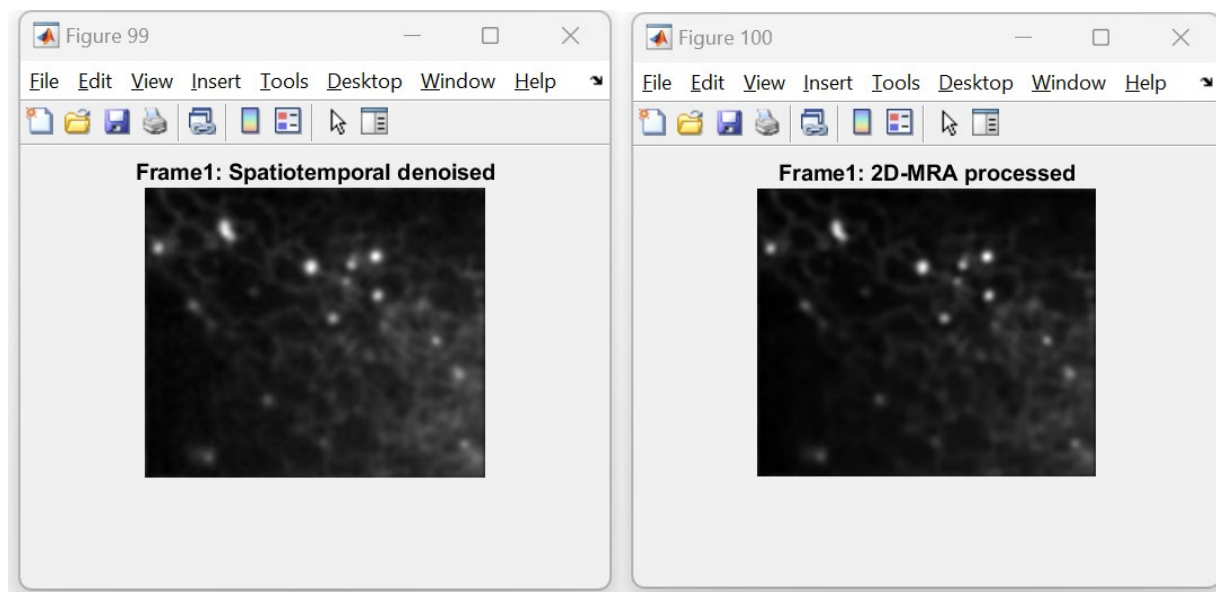 Figure 99
File Edit View Insert Tools Desktop Window Help
Frame1: Spatiotemporal denoised
Figure 100
File Edit View Insert Tools Desktop Window Help
Frame1: 2D-MRA processed